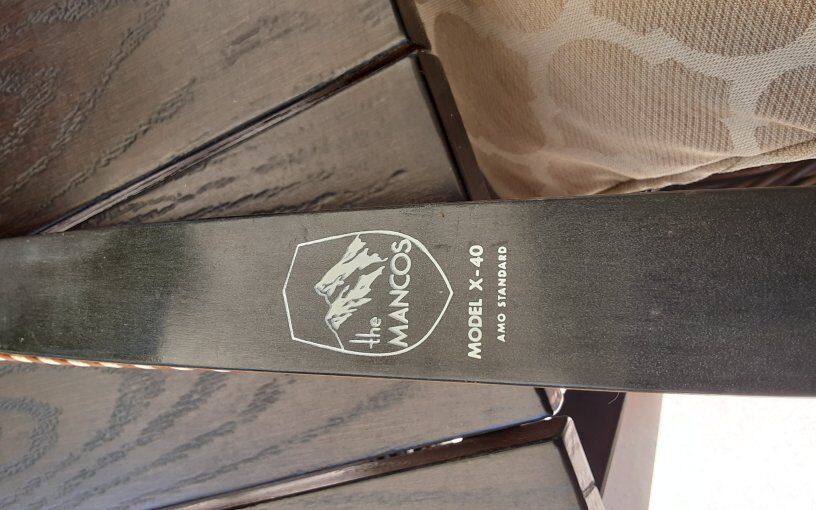 the
MANCOS
MODEL X-40
AMO STANDARD